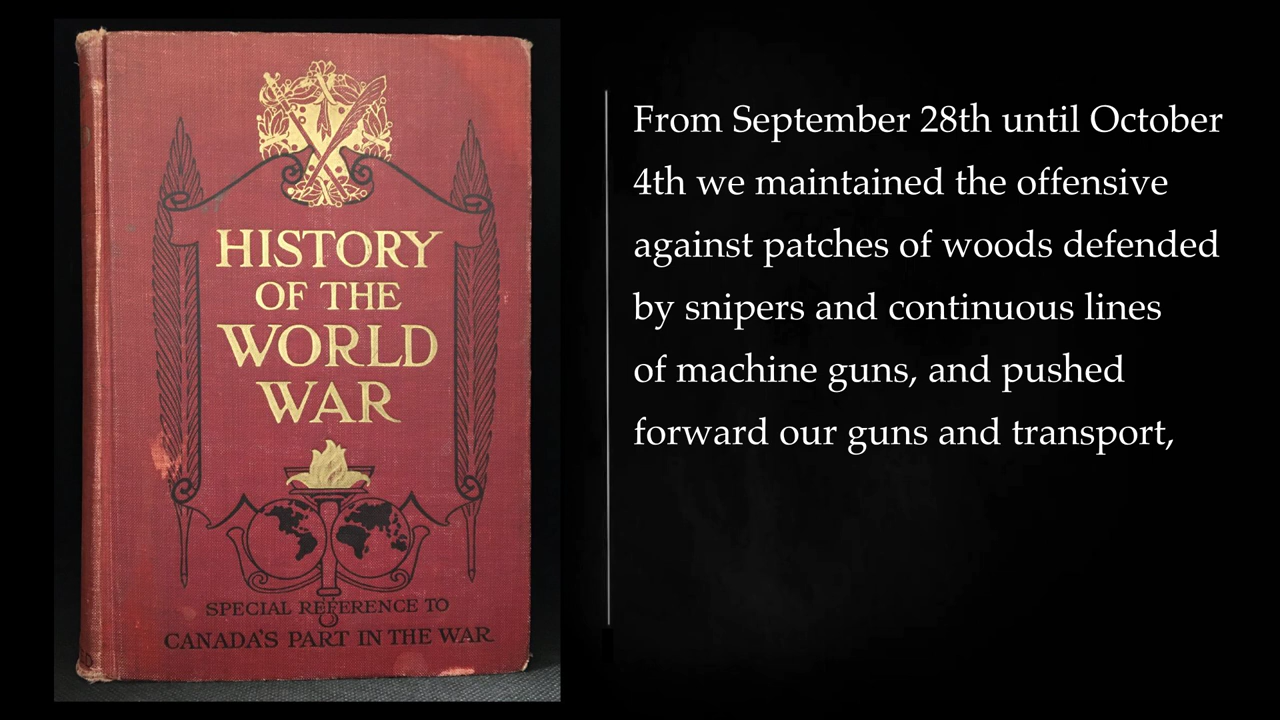 HISTORY
OF THE
WORLD
WAR
SPECIAL REFERENCE TO
CANADA'S PART IN THE WAR
From September 28th until October
4th we maintained the offensive
against patches of woods defended
by snipers and continuous lines
of machine guns, and pushed
forward our guns and transport,